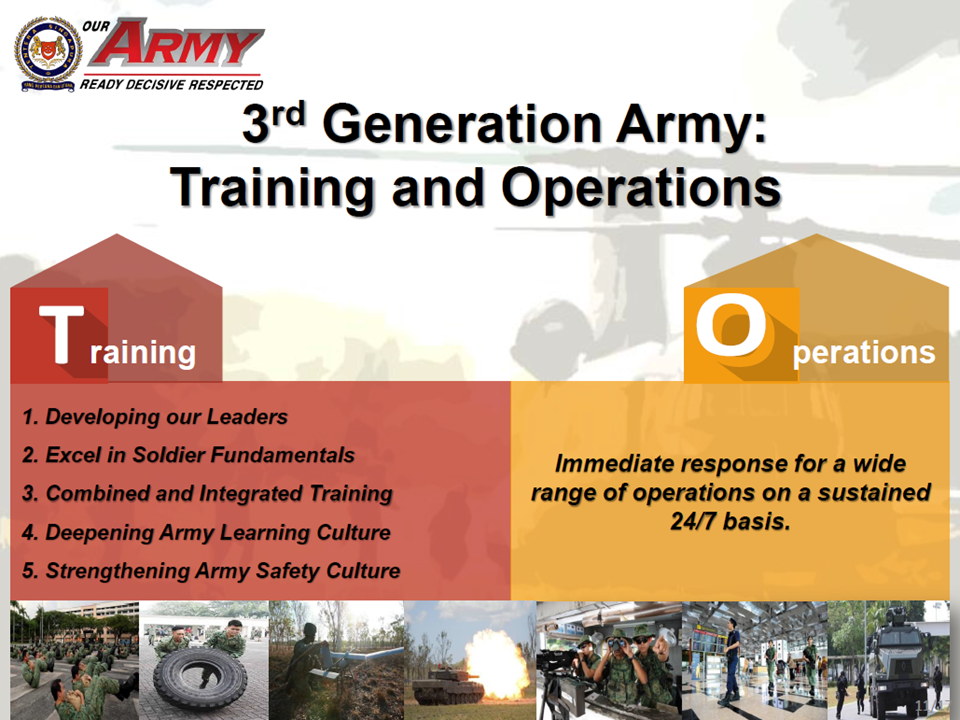 OUR
ARMY
READY DECISIVE RESPECTED
3rd Generation Army:
Training and Operations
Training
Operations
1. Developing our Leaders
2. Excel in Soldier Fundamentals
3. Combined and Integrated Training
4. Deepening Army Learning Culture
5. Strengthening Army Safety Culture
Immediate response for a wide
range of operations on a sustained
24/7 basis.